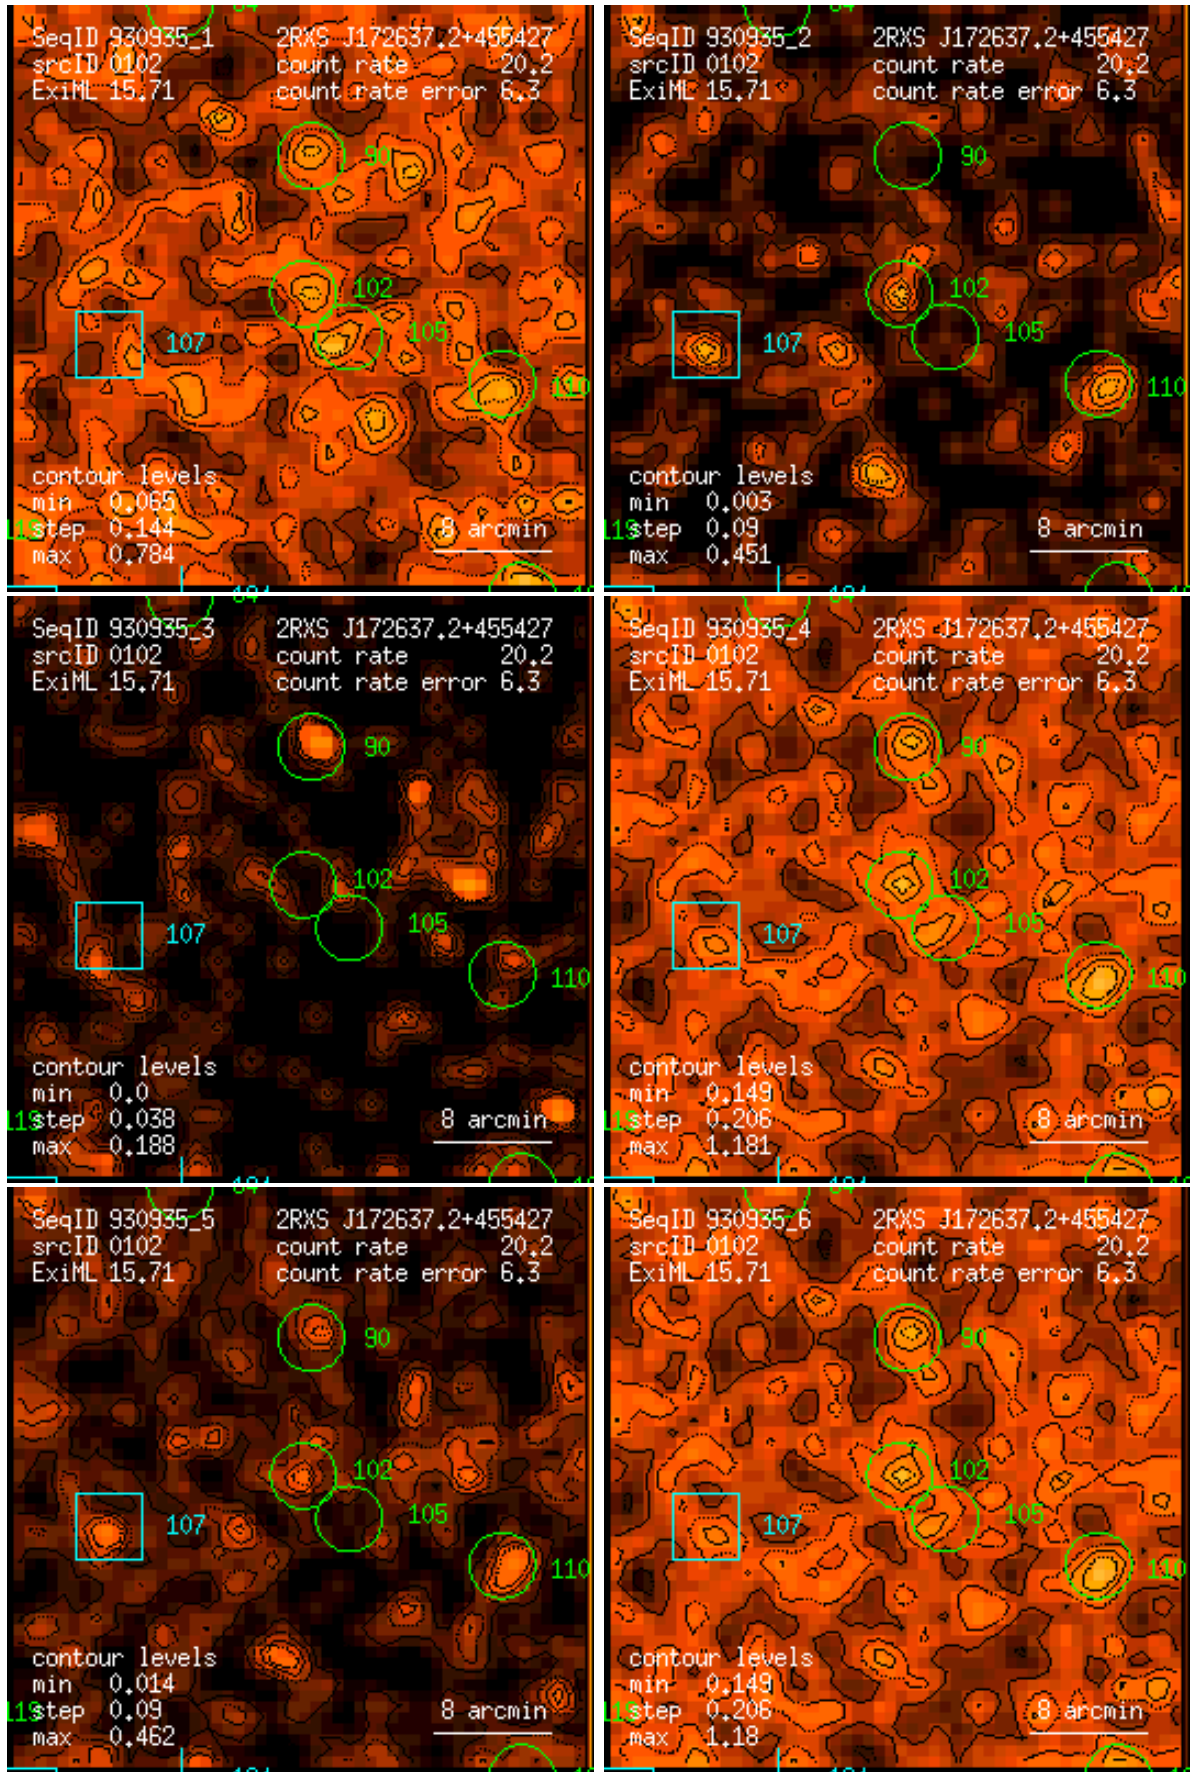 84
SeqID 930935_1 2RXS J172637.2+455427
srcID 0102 count rate 20.2
ExiML 15.71 count rate error 6.3
90
102
105
107
110
contour levels
min 0.065
119 step 0.144 8 arcmin
max 0.784
SeqID 930935_2 2RXS J172637.2+455427
srcID 0102 count rate 20.2
ExiML 15.71 count rate error 6.3
90
102
105
107
110
contour levels
min 0.003
119 step 0.09 8 arcmin
max 0.451
84
SeqID 930935_3 2RXS J172637.2+455427
srcID 0102 count rate 20.2
ExiML 15.71 count rate error 6.3
90
102
105
107
110
contour levels
min 0.0
119 step 0.038 8 arcmin
max 0.188
SeqID 930935_4 2RXS J172637.2+455427
srcID 0102 count rate 20.2
ExiML 15.71 count rate error 6.3
90
102
105
107
110
contour levels
min 0.149
119 step 0.206 8 arcmin
max 1.181
84
SeqID 930935_5 2RXS J172637.2+455427
srcID 0102 count rate 20.2
ExiML 15.71 count rate error 6.3
90
102
105
107
110
contour levels
min 0.014
119 step 0.09 8 arcmin
max 0.462
SeqID 930935_6 2RXS J172637.2+455427
srcID 0102 count rate 20.2
ExiML 15.71 count rate error 6.3
90
102
105
107
110
contour levels
min 0.149
119 step 0.206 8 arcmin
max 1.18